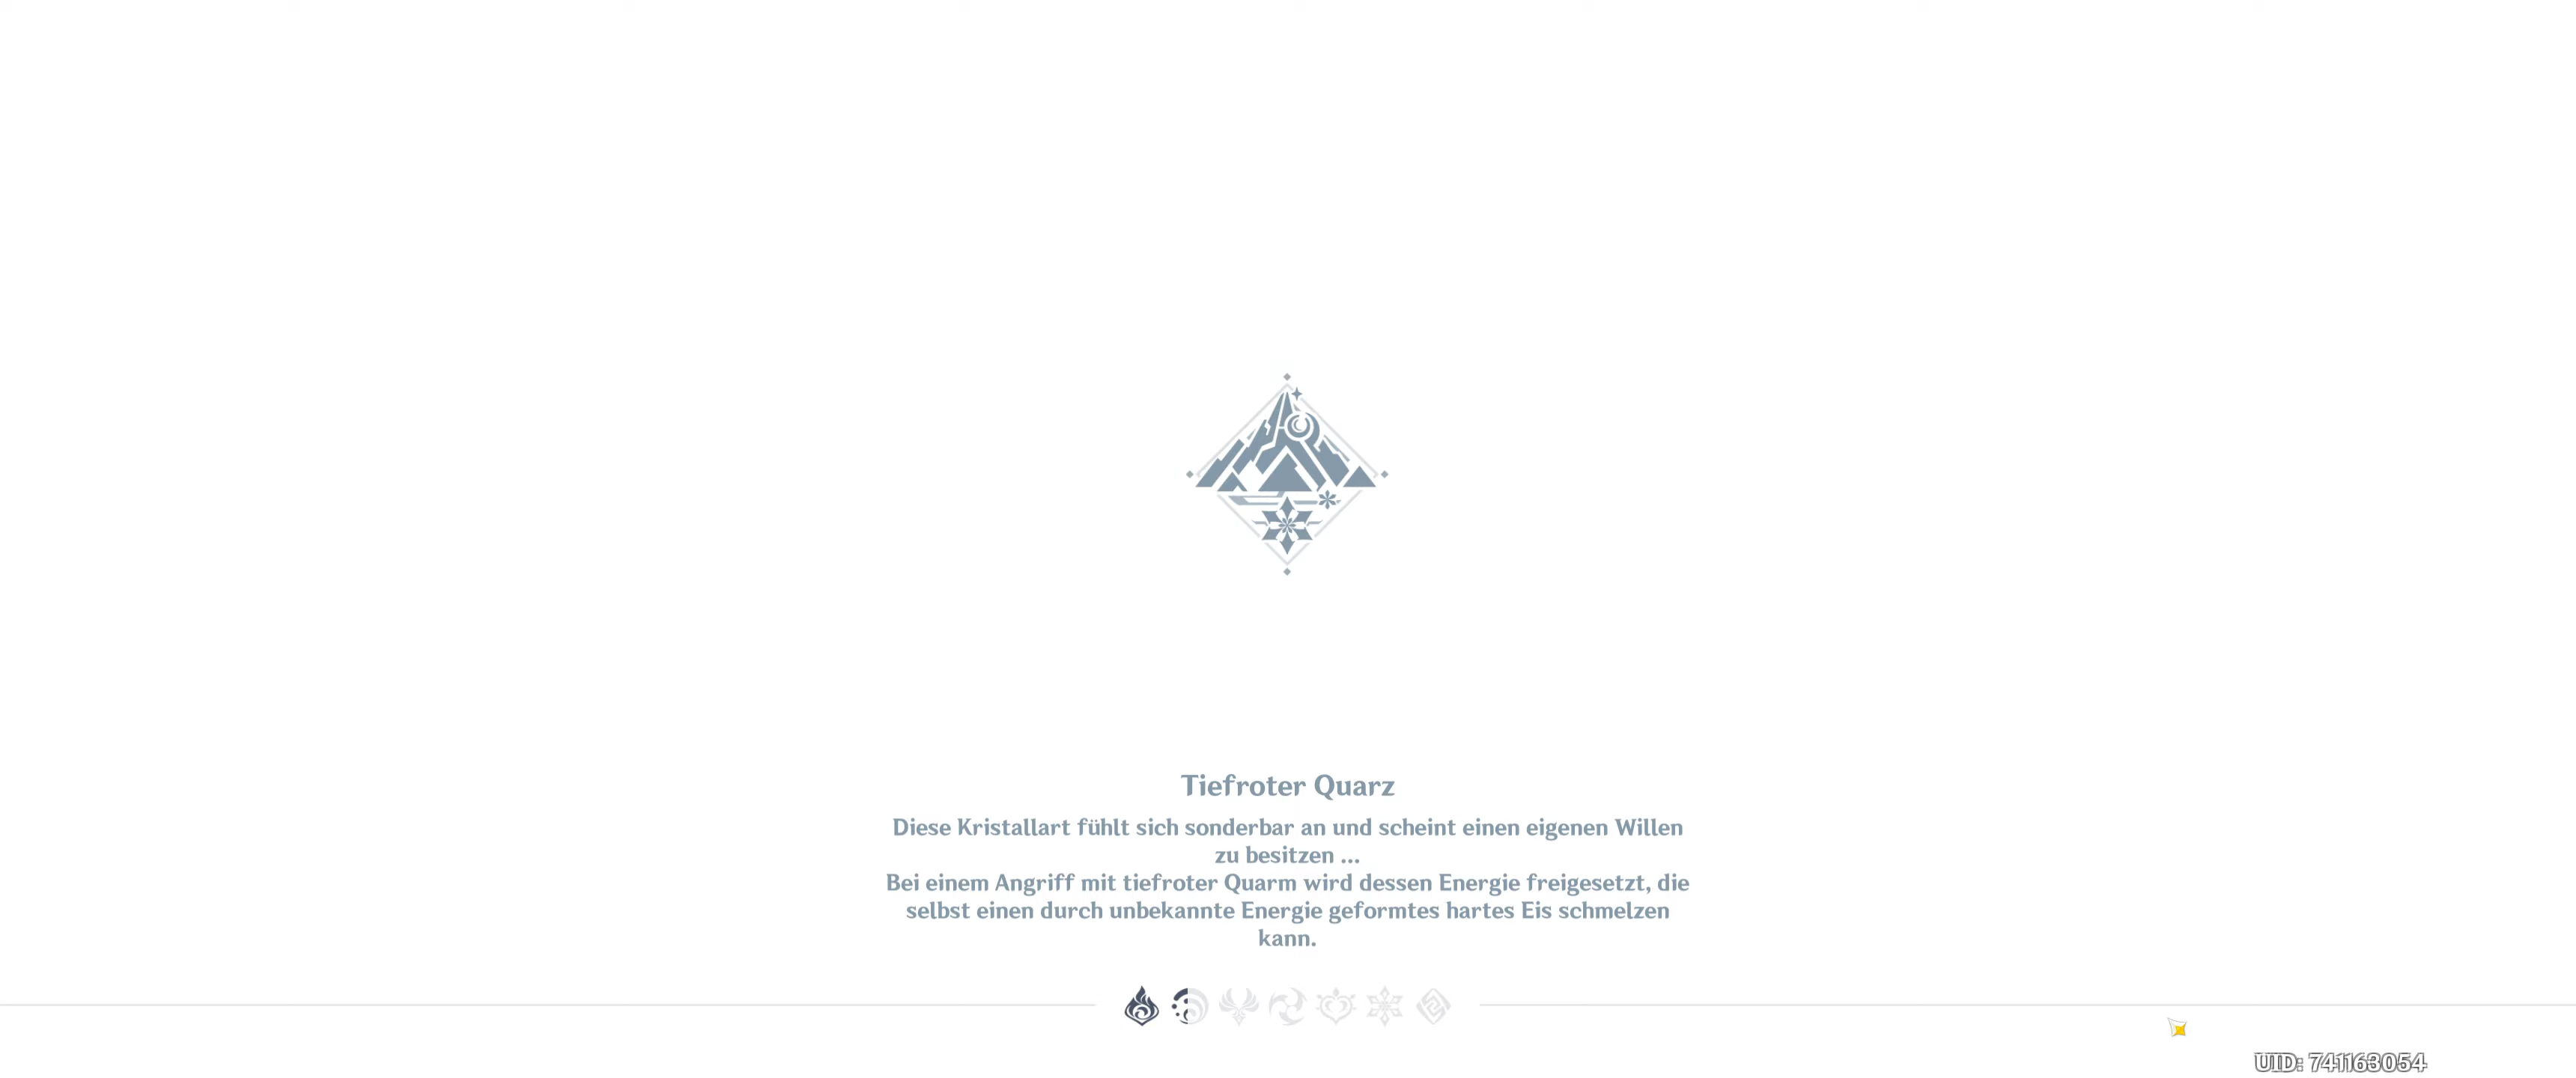 Tiefroter Quarz
Diese Kristallart fühlt sich sonderbar an und scheint einen eigenen Willen
zu besitzen ...
Bei einem Angriff mit tiefroter Quarm wird dessen Energie freigesetzt, die
selbst einen durch unbekannte Energie geformtes hartes Eis schmelzen
kann.
UID: 741163054